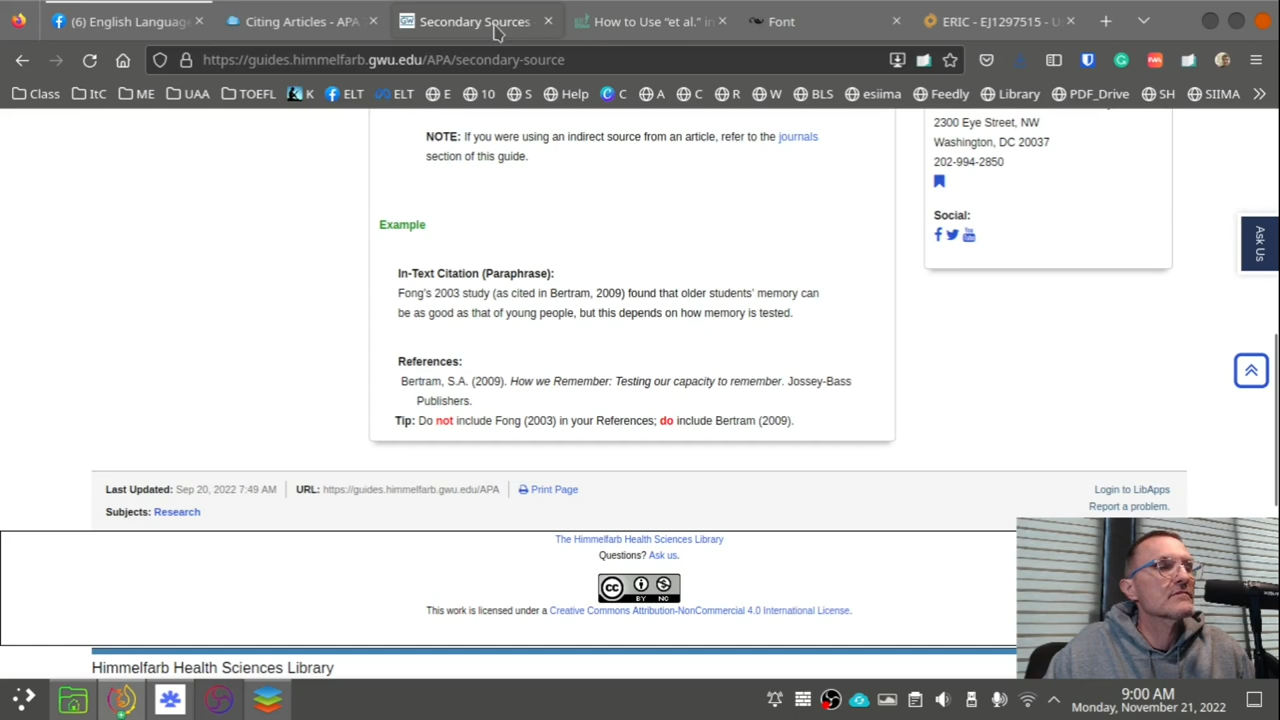 (6) English Language
Citing Articles - APA
Secondary Sources
How to Use “et al.” in
Font
ERIC - EJ1297515 - U
https://guides.himmelfarb.gwu.edu/APA/secondary-source
Class ItC ME UAA TOEFL K ELT ELT E 10 S Help C A C R W BLS esiima Feedly Library PDF_Drive SH SIIMA
NOTE: If you were using an indirect source from an article, refer to the journals
section of this guide.
Example
In-Text Citation (Paraphrase):
Fong's 2003 study (as cited in Bertram, 2009) found that older students' memory can
be as good as that of young people, but this depends on how memory is tested.
References:
Bertram, S.A. (2009). How we Remember: Testing our capacity to remember. Jossey-Bass
Publishers.
Tip: Do not include Fong (2003) in your References; do include Bertram (2009).
2300 Eye Street, NW
Washington, DC 20037
202-994-2850
Social:
Ask Us
Last Updated: Sep 20, 2022 7:49 AM URL: https://guides.himmelfarb.gwu.edu/APA Print Page
Login to LibApps
Subjects: Research
Report a problem.
The Himmelfarb Health Sciences Library
Questions? Ask us.
CC BY NC
This work is licensed under a Creative Commons Attribution-NonCommercial 4.0 International License.
Himmelfarb Health Sciences Library
9:00 AM
Monday, November 21, 2022